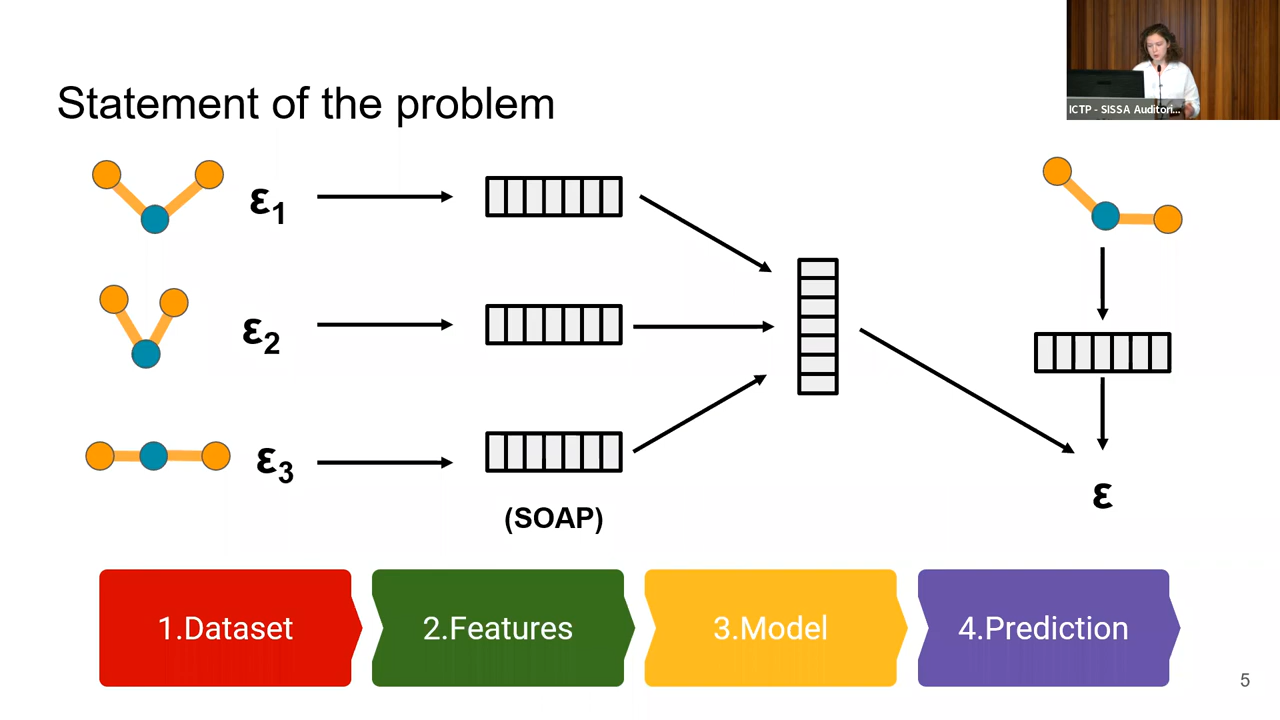 ICTP - SISSA Auditori...
Statement of the problem
ε1
ε2
ε3
(SOAP)
ε
1.Dataset
2.Features
3.Model
4.Prediction
5